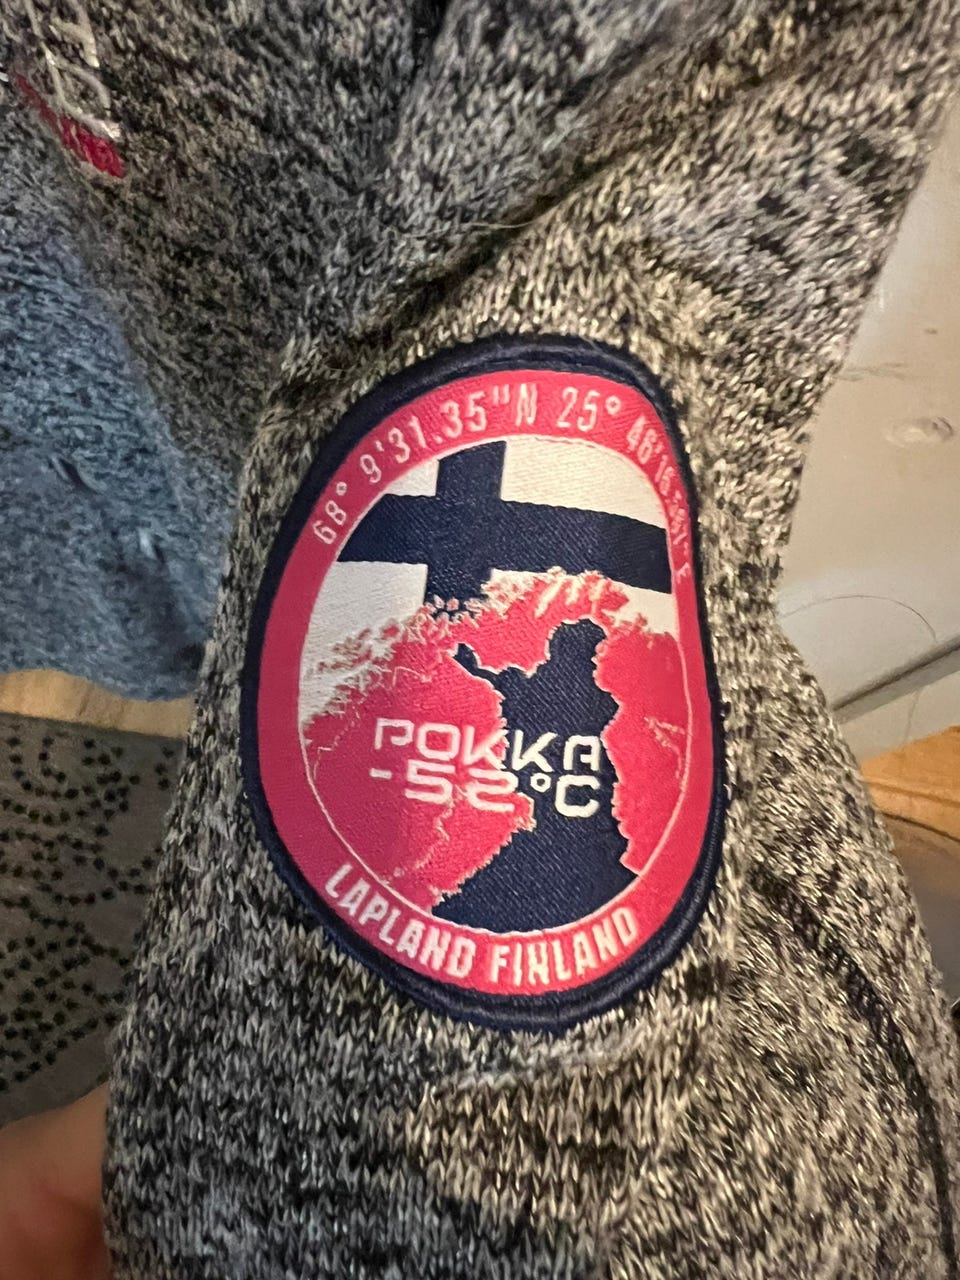 68° 9'31.35"N 25°
POKKA
-52°C
LAPLAND FINLAND